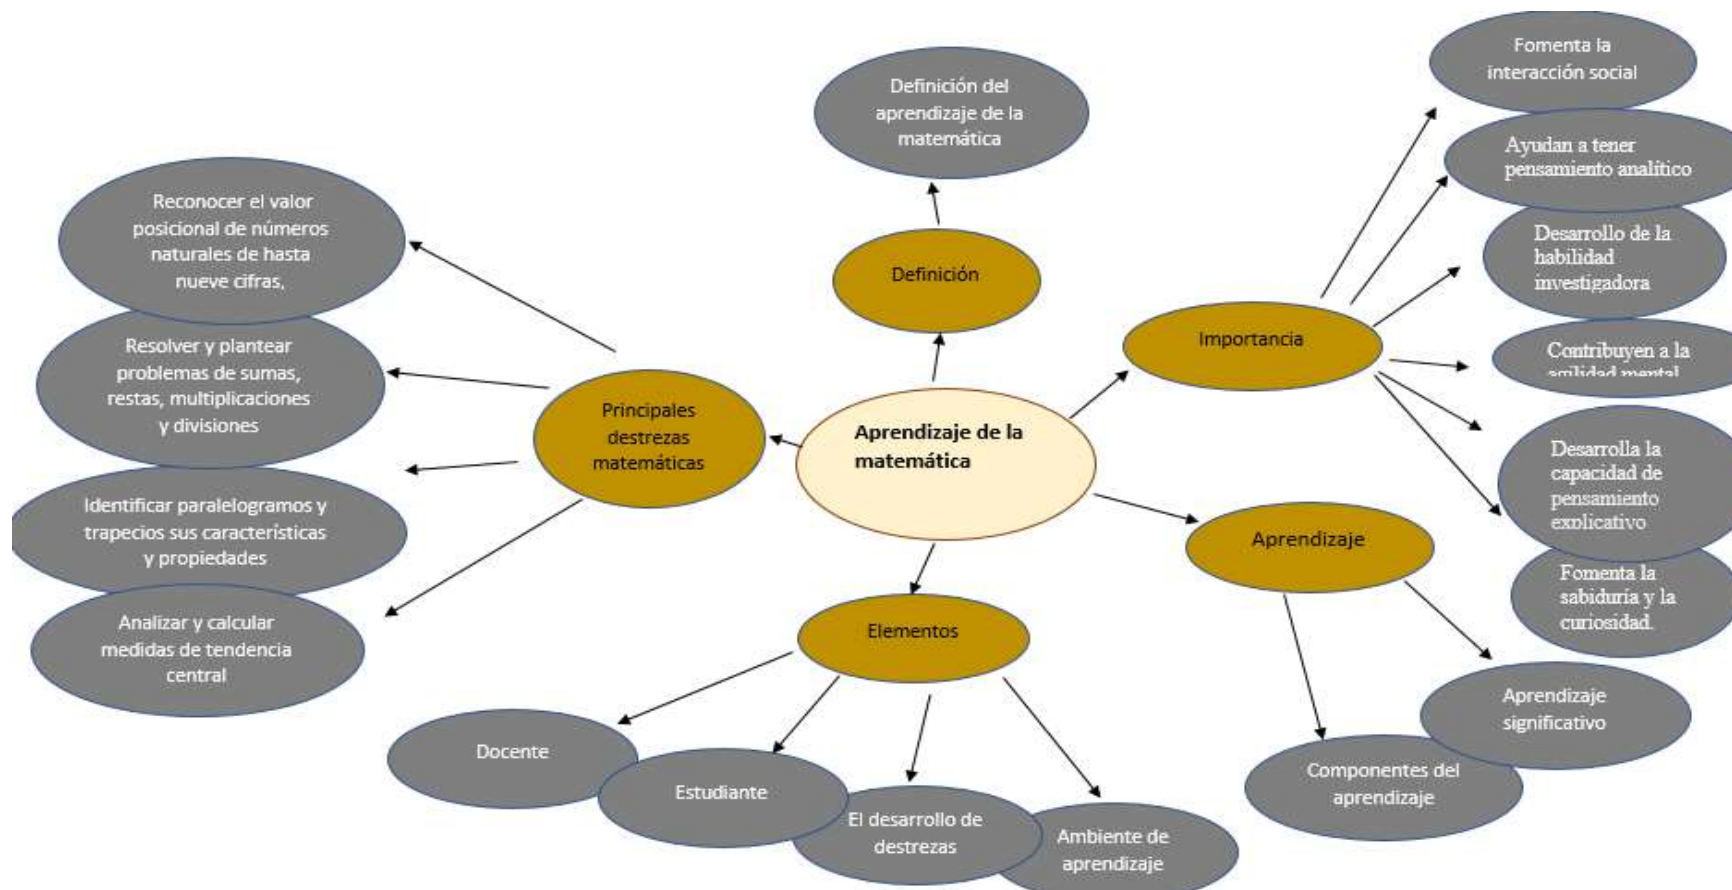 Fomenta la
interacción social
Definición del
aprendizaje de la
matemática
Ayudan a tener
pensamiento analítico
Reconocer el valor
posicional de números
naturales de hasta
nueve cifras,
Desarrollo de la
habilidad
investigadora
Definición
Importancia
Contribuyen a la
agilidad mental
Resolver y plantear
problemas de sumas,
restas, multiplicaciones
y divisiones
Principales
destrezas
matemáticas
Aprendizaje de la
matemática
Desarrolla la
capacidad de
pensamiento
explicativo
Identificar paralelogramos y
trapecios sus características
y propiedades
Aprendizaje
Fomenta la
sabiduría y la
curiosidad.
Analizar y calcular
medidas de tendencia
central
Elementos
Aprendizaje
significativo
Docente
Estudiante
Componentes del
aprendizaje
El desarrollo de
destrezas
Ambiente de
aprendizaje